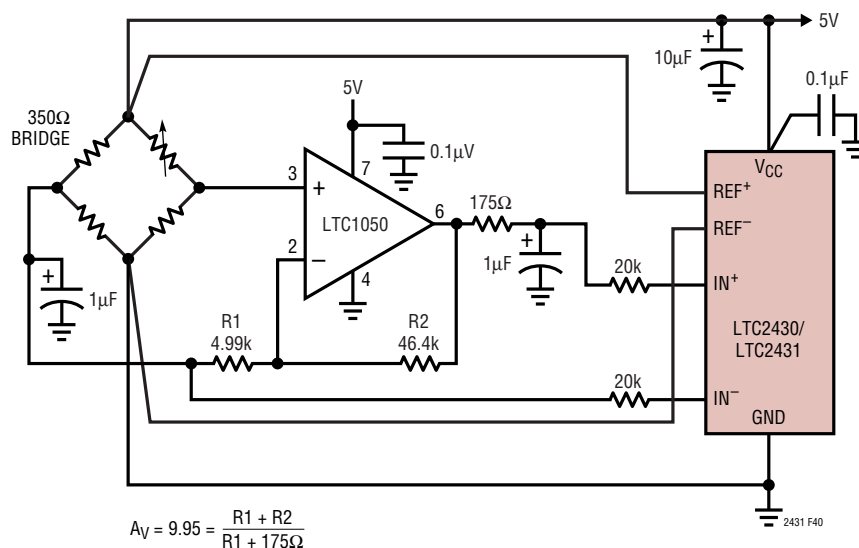 5V
10µF
0.1µF
350Ω
BRIDGE
5V
0.1µV
VCC
REF+
REF−
3
+
7
LTC1050
6
175Ω
2
−
4
1µF
+
1µF
+
+
20k
IN+
R1
4.99k
R2
46.4k
LTC2430/
LTC2431
20k
IN−
GND
2431 F40
AV = 9.95 = R1 + R2
R1 + 175Ω